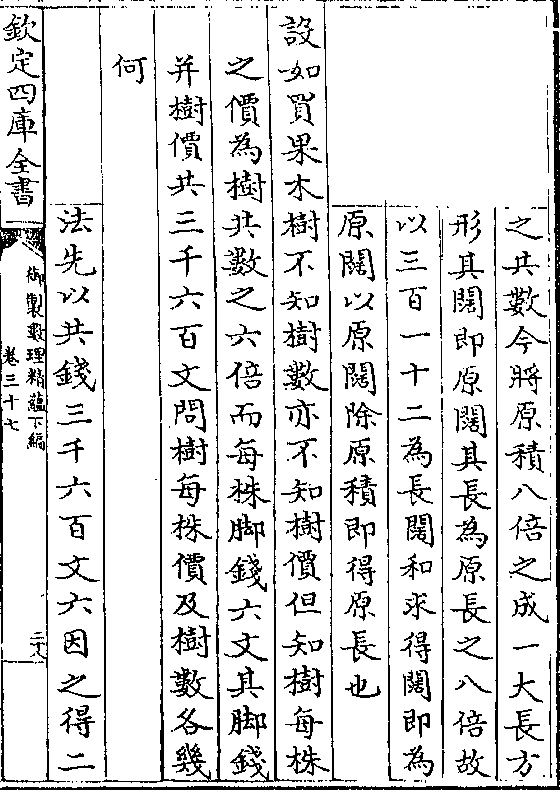 之共數今將原積八倍之成一大長方
形其闊即原闊其長為原長之八倍故
以三百一十二為長闊和求得闊即為
原闊以原闊除原積即得原長也
設如買果木樹不知樹數亦不知樹價但知樹每株
之價為樹共數之六倍而每株脚錢六文其脚錢
并樹價共三千六百文問樹每株價及樹數各幾
何
法先以共錢三千六百文六因之得二
欽定四庫全書
御製數理精蘊下編
卷三十七
二八